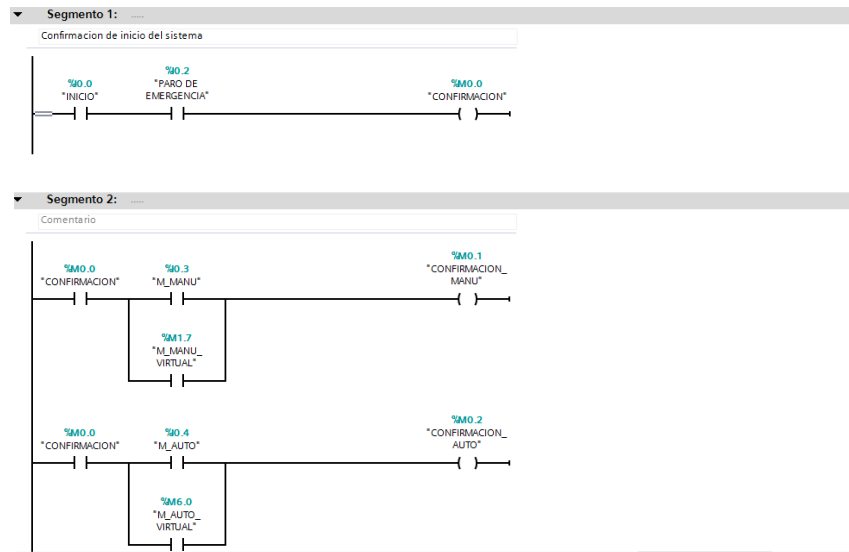 Segmento 1: .....
Confirmacion de inicio del sistema
%I0.0
"INICIO"
%I0.2
"PARO DE
EMERGENCIA"
%M0.0
"CONFIRMACION"
Segmento 2: .....
Comentario
%M0.0
"CONFIRMACION"
%I0.3
"M_MANU"
%M0.1
"CONFIRMACION_
MANU"
%M1.7
"M_MANU_
VIRTUAL"
%M0.0
"CONFIRMACION"
%I0.4
"M_AUTO"
%M0.2
"CONFIRMACION_
AUTO"
%M6.0
"M_AUTO_
VIRTUAL"